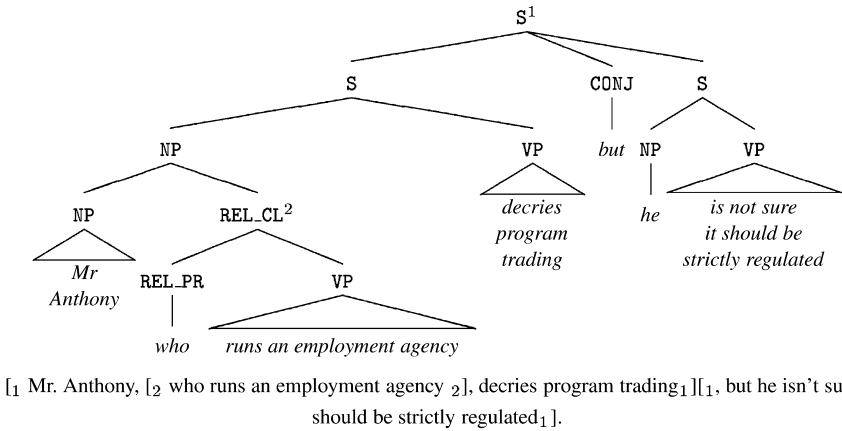 S1
S CONJ S
NP VP but NP VP
NP REL_CL2 decries program trading he is not sure it should be strictly regulated
Mr Anthony REL_PR VP
who runs an employment agency
[1 Mr. Anthony, [2 who runs an employment agency 2], decries program trading1][1, but he isn't
should be strictly regulated1].